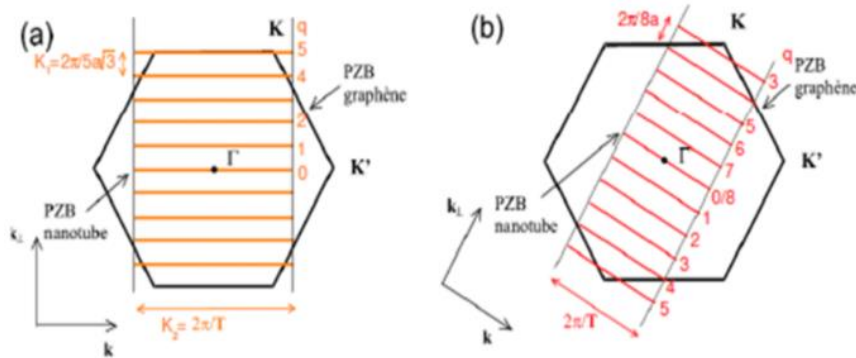 (a)
K
q
5
K₁=2π/5a√3
4
PZB
graphène
2
1
Γ
0
K'
PZB
nanotube
k⊥
K₂ = 2π/T
k
(b)
2π/8a
K
q
3
PZB
graphène
5
6
7
Γ
K'
PZB
nanotube
0/8
1
2
3
4
5
k⊥
2π/T
k